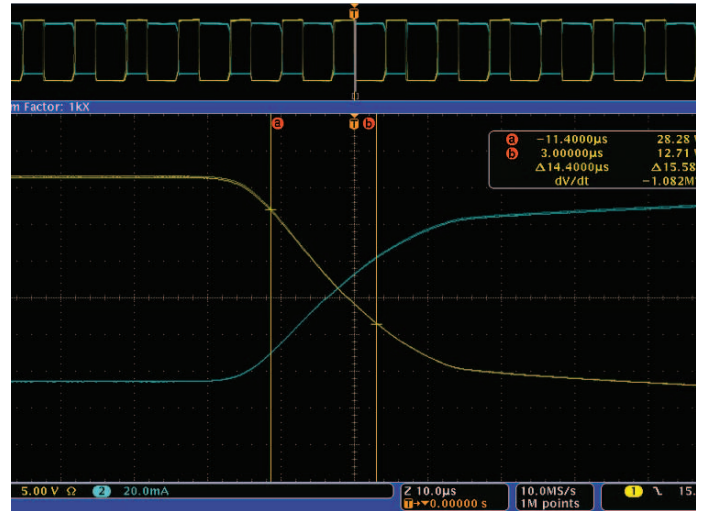 T
m Factor: 1kX
a T b
a −11.4000µs 28.28
b 3.00000µs 12.71
Δ14.4000µs Δ15.58
dV/dt −1.082M
5.00 V Ω 2 20.0mA
Z 10.0µs
T→▼0.00000 s
10.0MS/s
1M points
1 15.